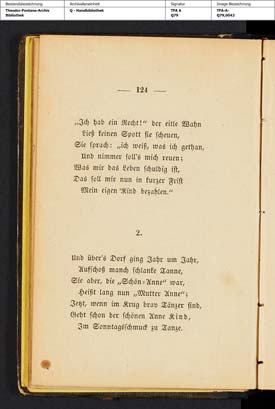 Bestandsbezeichnung
Archivalieneinheit
Signatur
Image Bezeichnung
Theodor-Fontane-Archiv
Bibliothek
Q - Handbibliothek
TFA A
Q79
TFA-A-
Q79,0043
— 124 —
„Ich hab ein Recht!“ der eitle Wahn
Ließ keinen Spott sie scheuen,
Sie sprach: „ich weiß, was ich gethan,
Und nimmer soll's mich reuen;
Was mir das Leben schuldig ist,
Das soll mir nun in kurzer Frist
Mein eigen Kind bezahlen.“
2.
Und über's Dorf ging Jahr um Jahr,
Aufschoß manch schlanke Tanne,
Sie aber, die „Schön-Anne“ war,
Heißt lang nun „Mutter Anne“;
Jetzt, wenn im Krug brav Tänzer sind,
Geht schon der schönen Anne Kind,
Im Sonntagsschmuck zu Tanze.